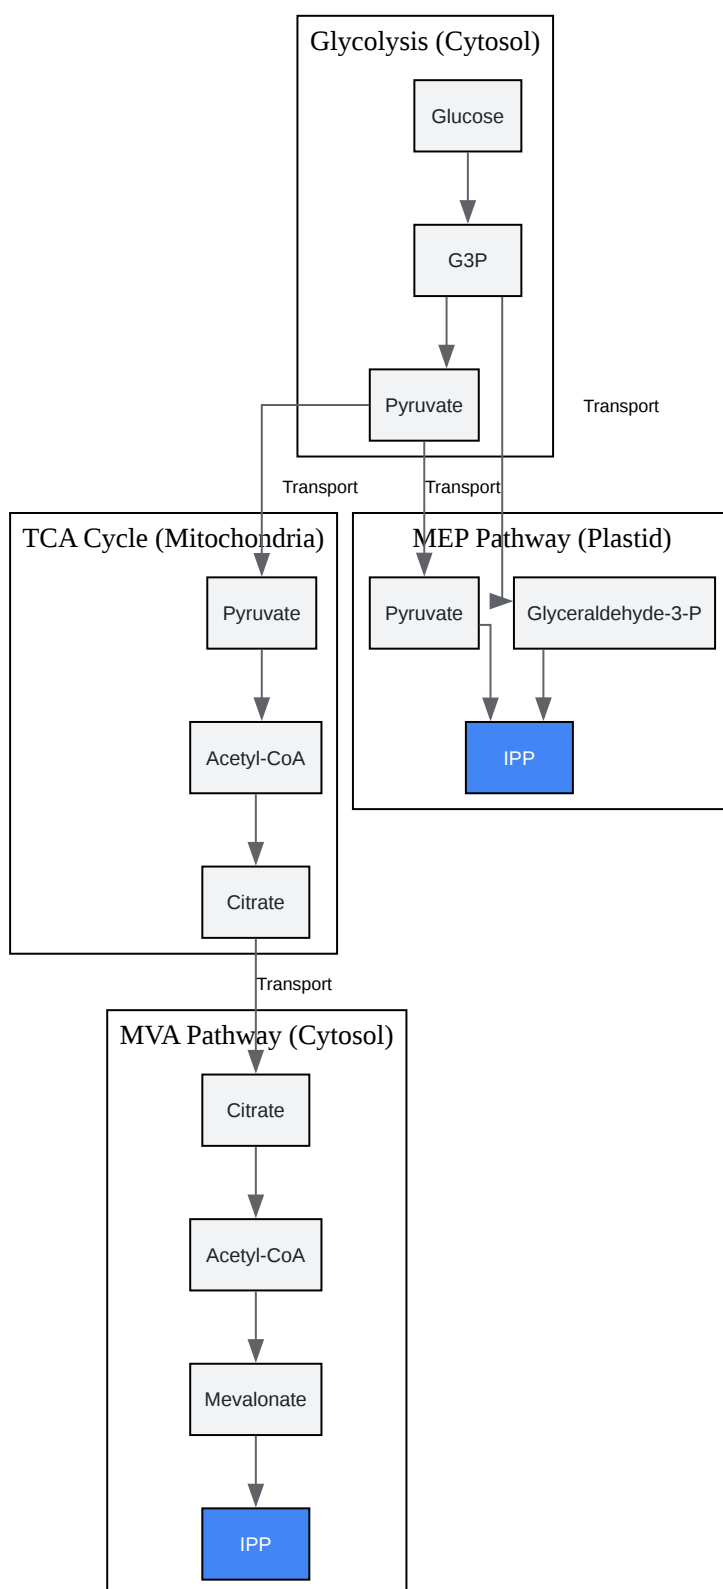 Glycolysis (Cytosol)
Glucose
G3P
Pyruvate
Transport
Transport
Transport
TCA Cycle (Mitochondria)
MEP Pathway (Plastid)
Pyruvate
Pyruvate
Glyceraldehyde-3-P
Acetyl-CoA
IPP
Citrate
Transport
MVA Pathway (Cytosol)
Citrate
Acetyl-CoA
Mevalonate
IPP